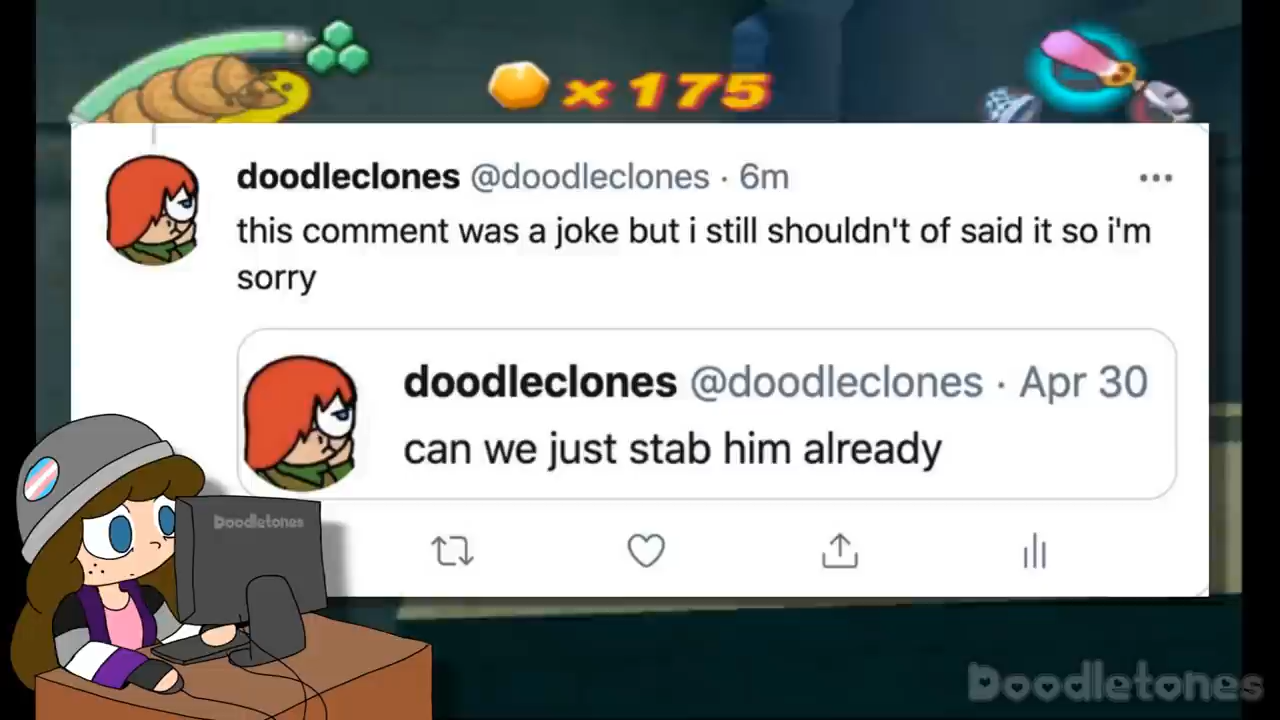 x 175
doodleclones @doodleclones · 6m
this comment was a joke but i still shouldn't of said it so i'm
sorry
doodleclones @doodleclones · Apr 30
can we just stab him already
Doodletones
Doodletones